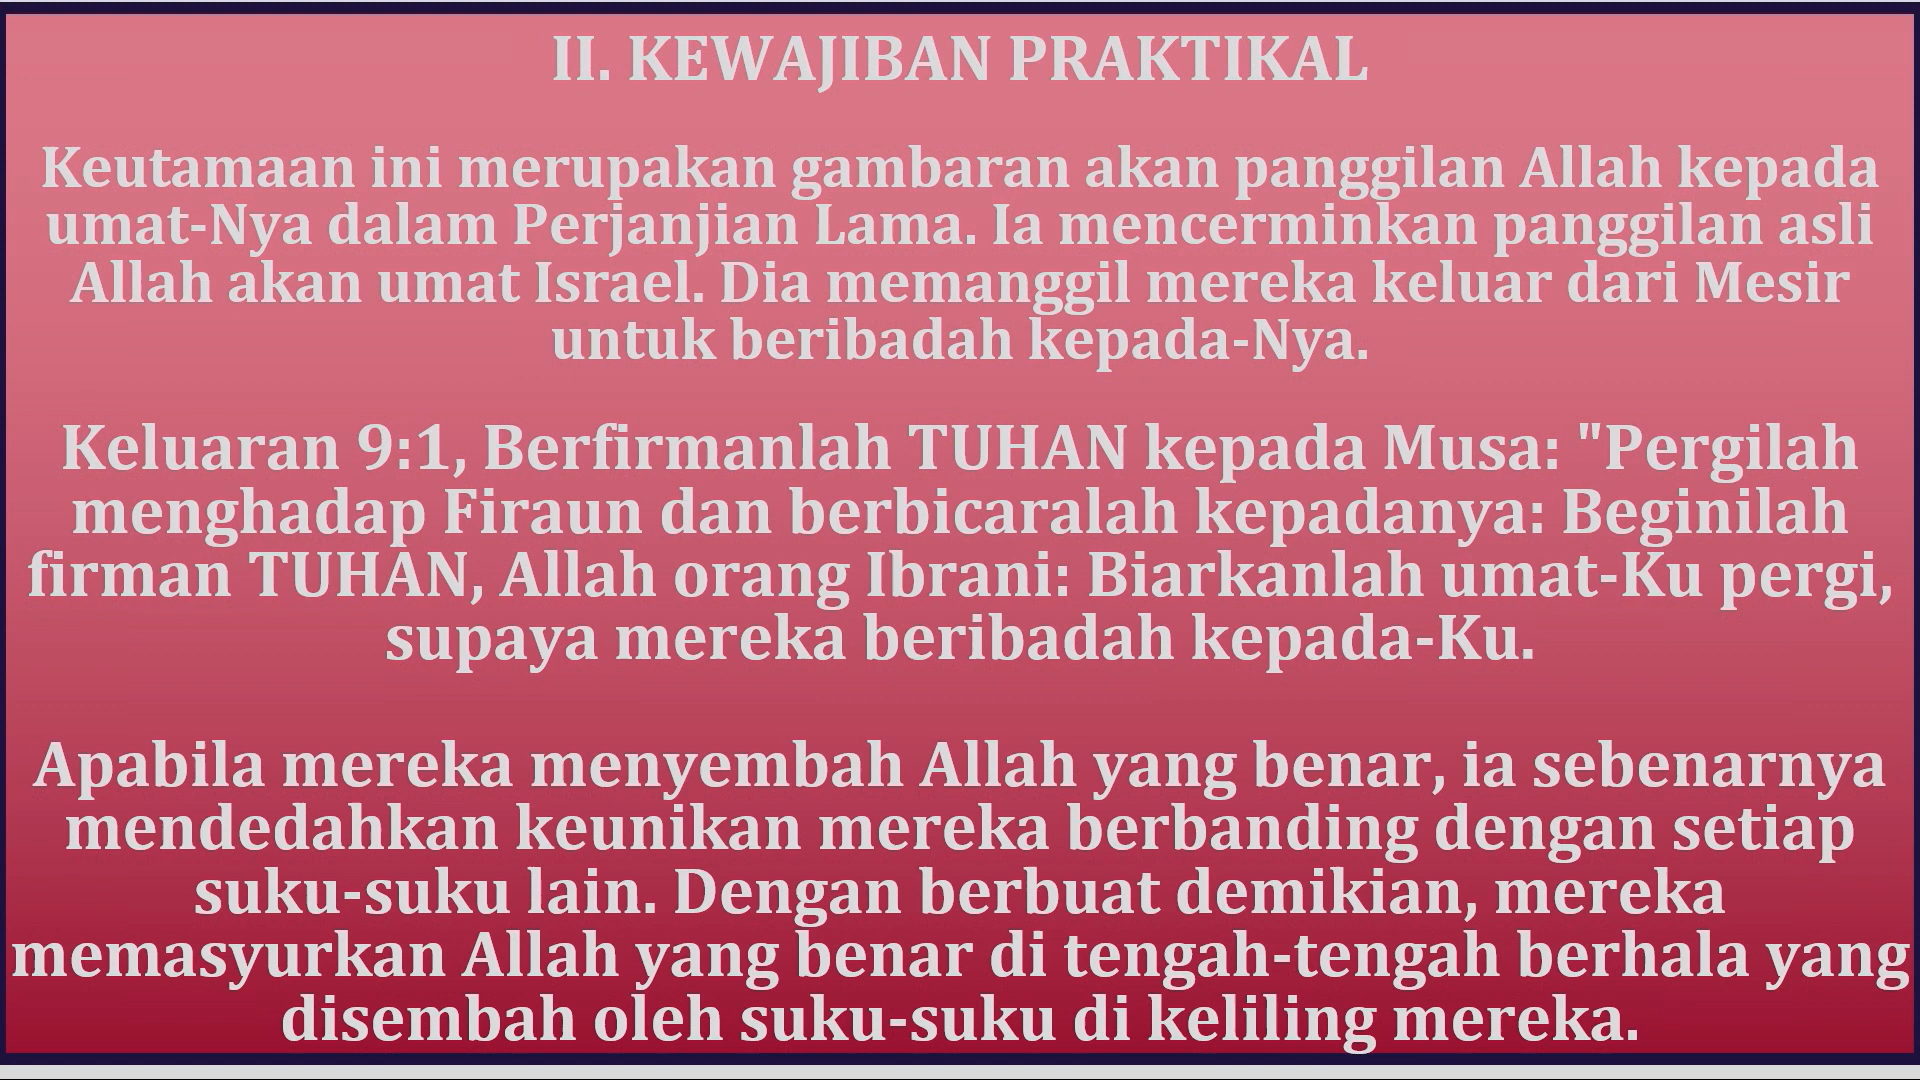 II. KEWAJIBAN PRAKTIKAL
Keutamaan ini merupakan gambaran akan panggilan Allah kepada
umat-Nya dalam Perjanjian Lama. Ia mencerminkan panggilan asli
Allah akan umat Israel. Dia memanggil mereka keluar dari Mesir
untuk beribadah kepada-Nya.
Keluaran 9:1, Berfirmanlah TUHAN kepada Musa: "Pergilah
menghadap Firaun dan berbicaralah kepadanya: Beginilah
firman TUHAN, Allah orang Ibrani: Biarkanlah umat-Ku pergi,
supaya mereka beribadah kepada-Ku.
Apabila mereka menyembah Allah yang benar, ia sebenarnya
mendedahkan keunikan mereka berbanding dengan setiap
suku-suku lain. Dengan berbuat demikian, mereka
memasyurkan Allah yang benar di tengah-tengah berhala yang
disembah oleh suku-suku di keliling mereka.